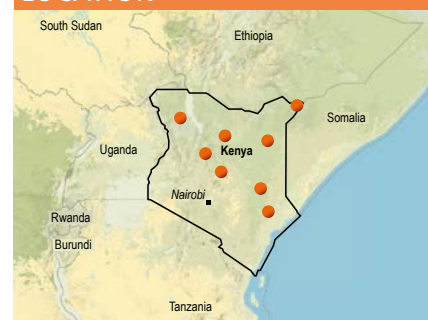 South Sudan
Ethiopia
Somalia
Uganda
Kenya
Nairobi
Rwanda
Burundi
Tanzania